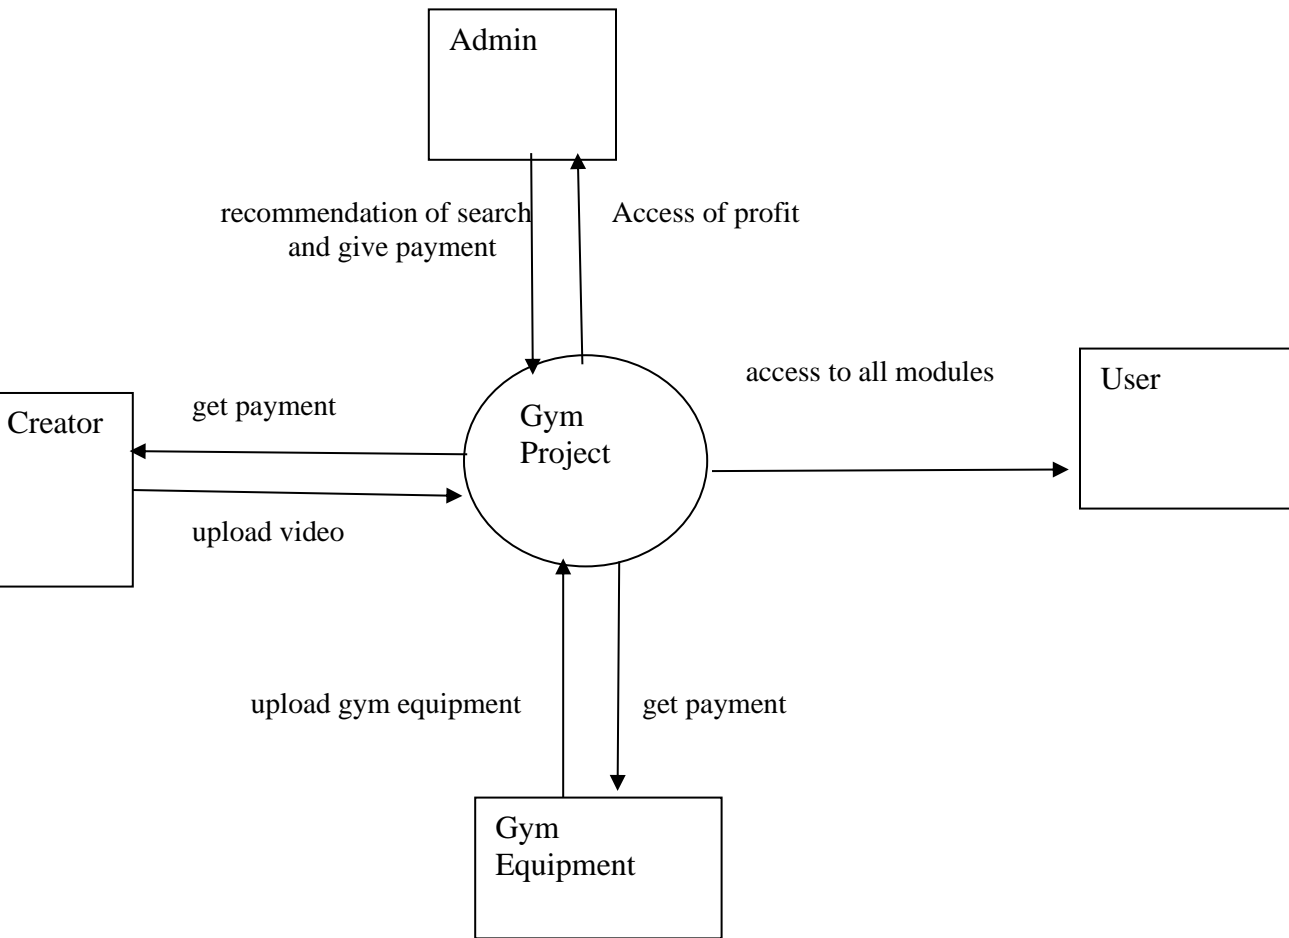 Admin
recommendation of search
and give payment
Access of profit
access to all modules
User
Creator
get payment
Gym
Project
upload video
upload gym equipment
get payment
Gym
Equipment